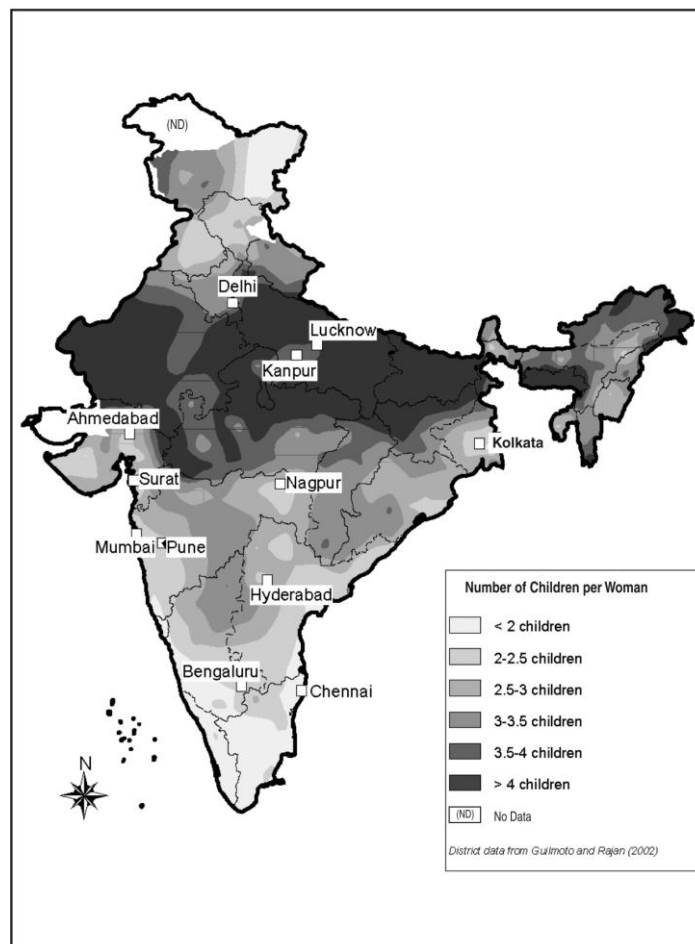 (ND)
Delhi
Lucknow
Kanpur
Ahmedabad
Kolkata
Surat
Nagpur
Mumbai
Pune
Hyderabad
Bengaluru
Chennai
N
Number of Children per Woman
< 2 children
2-2.5 children
2.5-3 children
3-3.5 children
3.5-4 children
> 4 children
(ND) No Data
District data from Guilmoto and Rajan (2002)